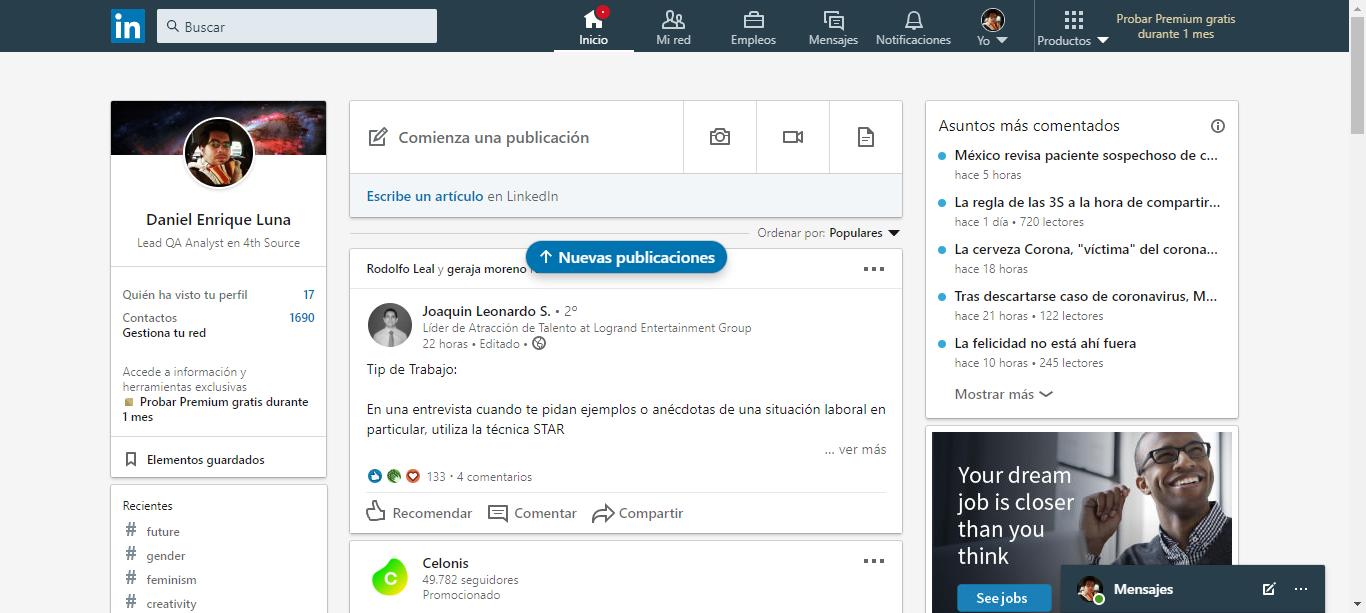 in
Buscar
Inicio
Mi red
Empleos
Mensajes
Notificaciones
Yo
Productos
Probar Premium gratis
durante 1 mes
Daniel Enrique Luna
Lead QA Analyst en 4th Source
Quién ha visto tu perfil 17
Contactos 1690
Gestiona tu red
Accede a información y
herramientas exclusivas
Probar Premium gratis durante
1 mes
Elementos guardados
Recientes
# future
# gender
# feminism
# creativity
Comienza una publicación
Escribe un artículo en LinkedIn
Ordenar por: Populares
Nuevas publicaciones
Rodolfo Leal y geraja moreno
Joaquin Leonardo S. • 2º
Líder de Atracción de Talento at Logrand Entertainment Group
22 horas • Editado •
Tip de Trabajo:
En una entrevista cuando te pidan ejemplos o anécdotas de una situación laboral en
particular, utiliza la técnica STAR
... ver más
133 • 4 comentarios
Recomendar
Comentar
Compartir
C
Celonis
49.782 seguidores
Promocionado
Asuntos más comentados
México revisa paciente sospechoso de c...
hace 5 horas
La regla de las 3S a la hora de compartir...
hace 1 día • 720 lectores
La cerveza Corona, "víctima" del corona...
hace 18 horas
Tras descartarse caso de coronavirus, M...
hace 21 horas • 122 lectores
La felicidad no está ahí fuera
hace 10 horas • 245 lectores
Mostrar más
Your dream
job is closer
than you
think
See jobs
Mensajes